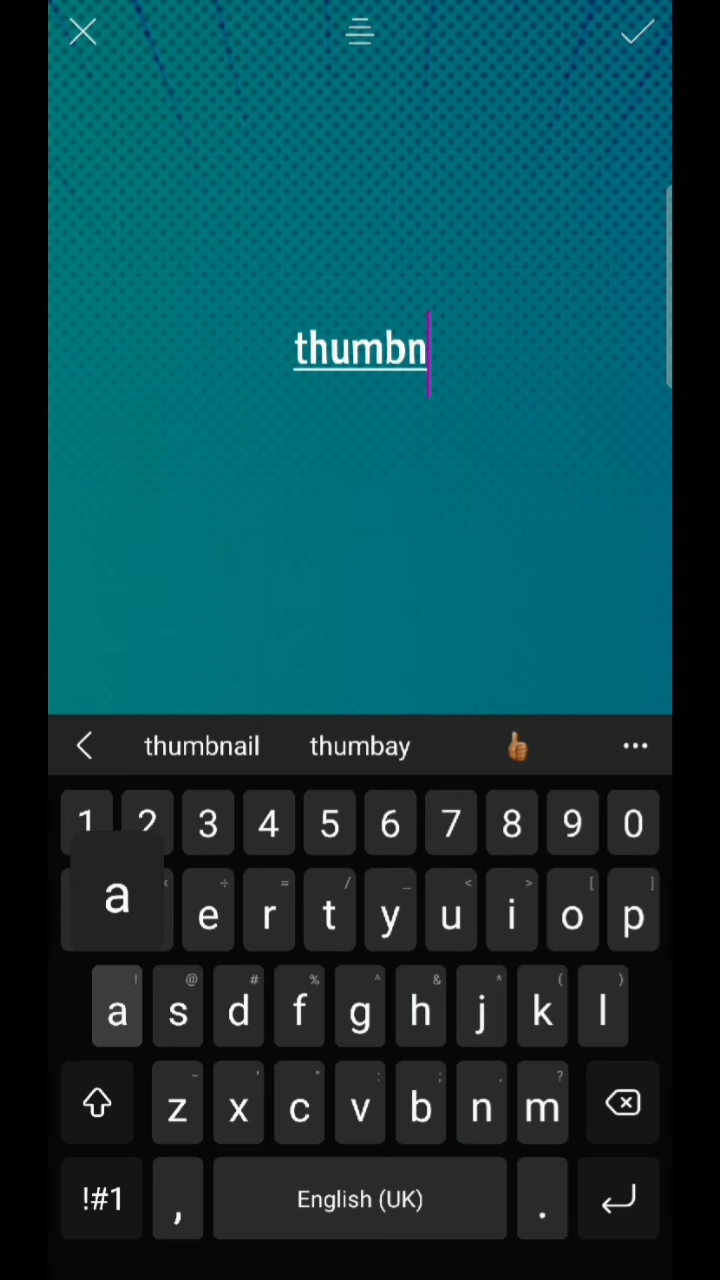 thumbn
thumbnail thumbay 👍🏾 •••
1 2 3 4 5 6 7 8 9 0
a
e ÷ r = t / y _ u < i > o [ p ]
a ! s @ d # f % g ^ h & j * k ( l )
z - x ' c " v : b ; n , m ?
!#1 , English (UK) .